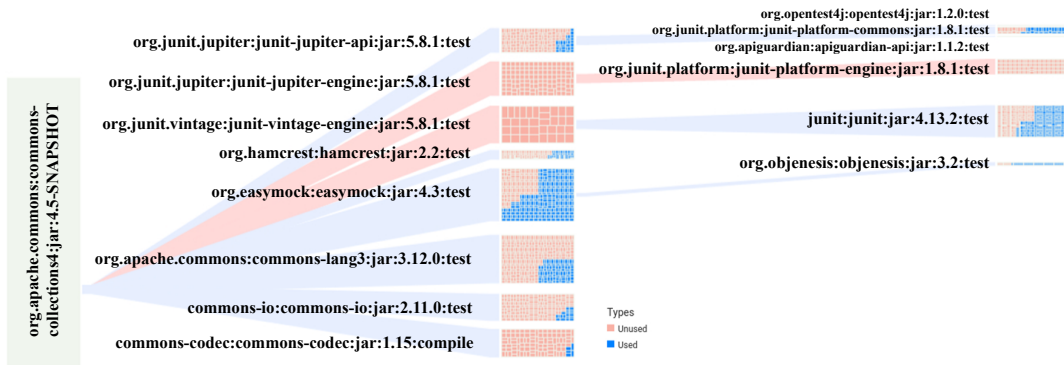 org.apache.commons:commons-
collections4:jar:4.5-SNAPSHOT
org.junit.jupiter:junit-jupiter-api:jar:5.8.1:test
org.junit.jupiter:junit-jupiter-engine:jar:5.8.1:test
org.junit.vintage:junit-vintage-engine:jar:5.8.1:test
org.hamcrest:hamcrest:jar:2.2:test
org.easymock:easymock:jar:4.3:test
org.apache.commons:commons-lang3:jar:3.12.0:test
commons-io:commons-io:jar:2.11.0:test
commons-codec:commons-codec:jar:1.15:compile
org.opentest4j:opentest4j:jar:1.2.0:test
org.junit.platform:junit-platform-commons:jar:1.8.1:test
org.apiguardian:apiguardian-api:jar:1.1.2:test
org.junit.platform:junit-platform-engine:jar:1.8.1:test
junit:junit:jar:4.13.2:test
org.objenesis:objenesis:jar:3.2:test
Types
Unused
Used